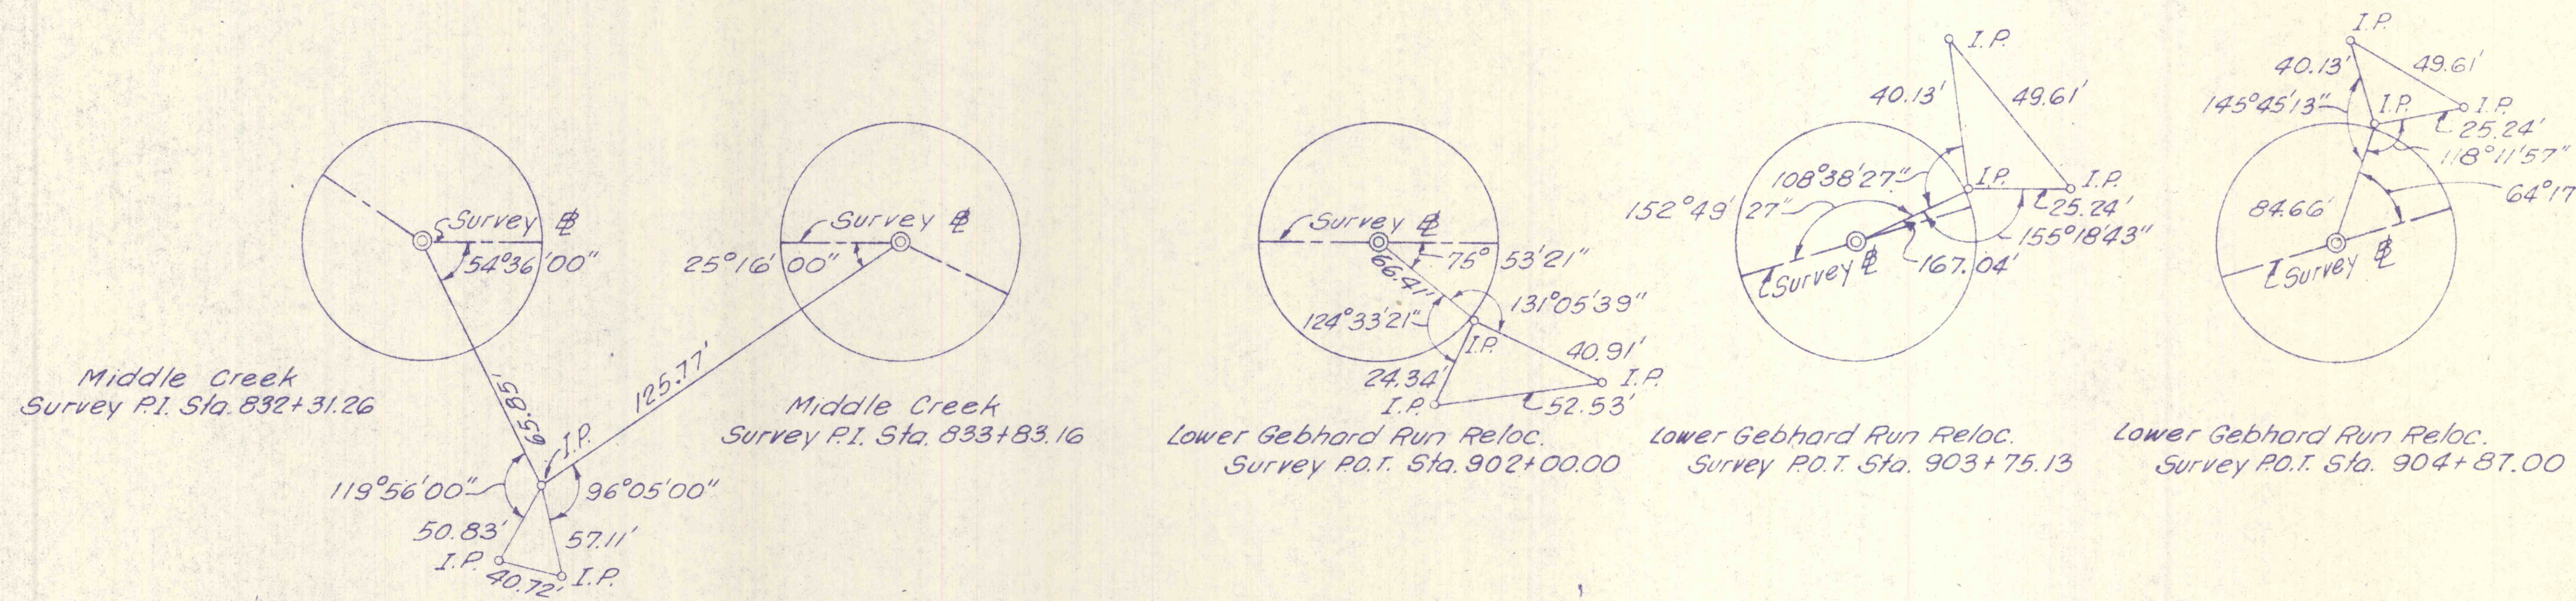 Survey ⅊
54°36'00"
65.85'
Middle Creek
Survey P.I. Sta. 832+31.26
Survey ⅊
25°16'00"
125.77'
Middle Creek
Survey P.I. Sta. 833+83.16
I.P.
119°56'00"
96°05'00"
50.83'
57.11'
I.P.
40.72'
I.P.
Survey ⅊
75°53'21"
66.41'
131°05'39"
124°33'21"
I.P.
40.91'
24.34'
I.P.
I.P.
52.53'
Lower Gebhard Run Reloc.
Survey P.O.T. Sta. 902+00.00
I.P.
40.13'
49.61'
108°38'27"
I.P.
I.P.
152°49'27"
25.24'
155°18'43"
Survey ⅊
167.04'
Lower Gebhard Run Reloc.
Survey P.O.T. Sta. 903+75.13
I.P.
40.13'
49.61'
145°45'13"
I.P.
I.P.
25.24'
118°11'57"
64°17
84.66'
Survey ⅊
Lower Gebhard Run Reloc.
Survey P.O.T. Sta. 904+87.00